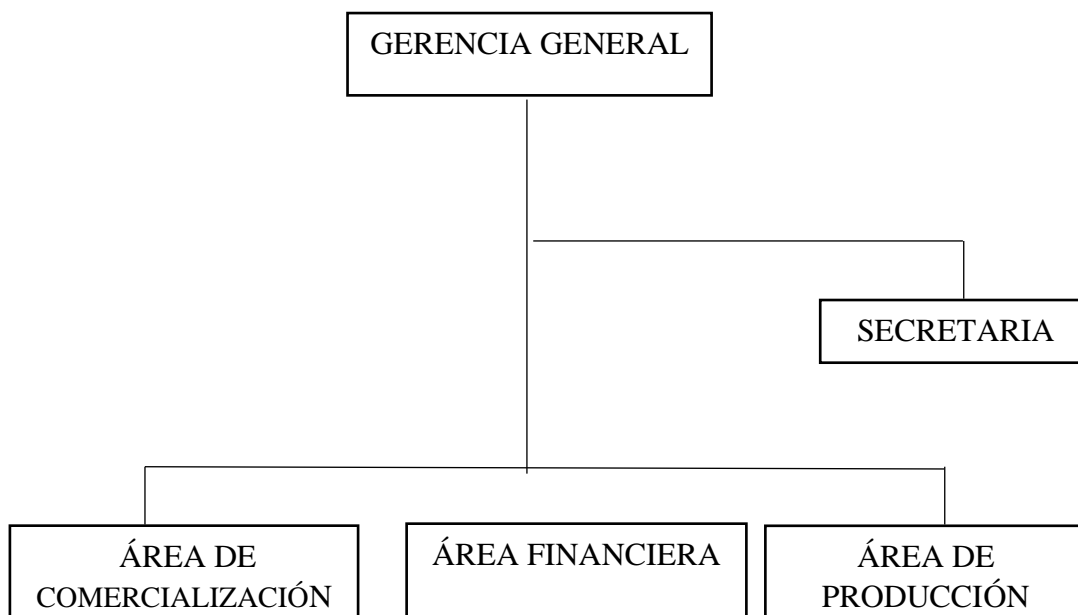 GERENCIA GENERAL
SECRETARIA
ÁREA DE
COMERCIALIZACIÓN
ÁREA FINANCIERA
ÁREA DE
PRODUCCIÓN